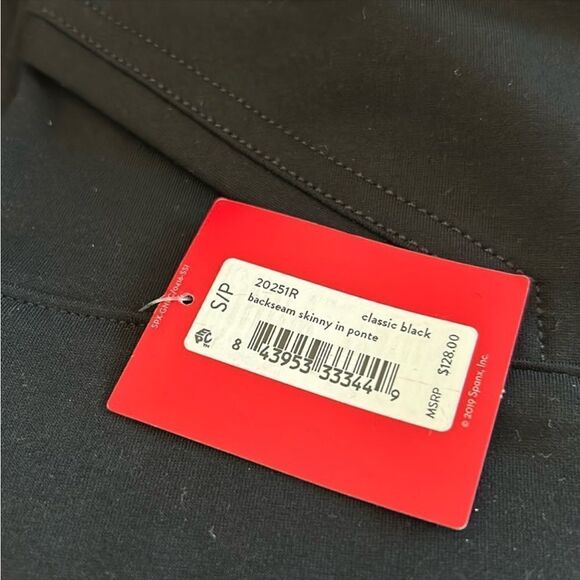 S/P
20251R
classic black
backseam skinny in ponte
8 43953 33344 9
MSRP $128.00
© 2019 Spanx, Inc.